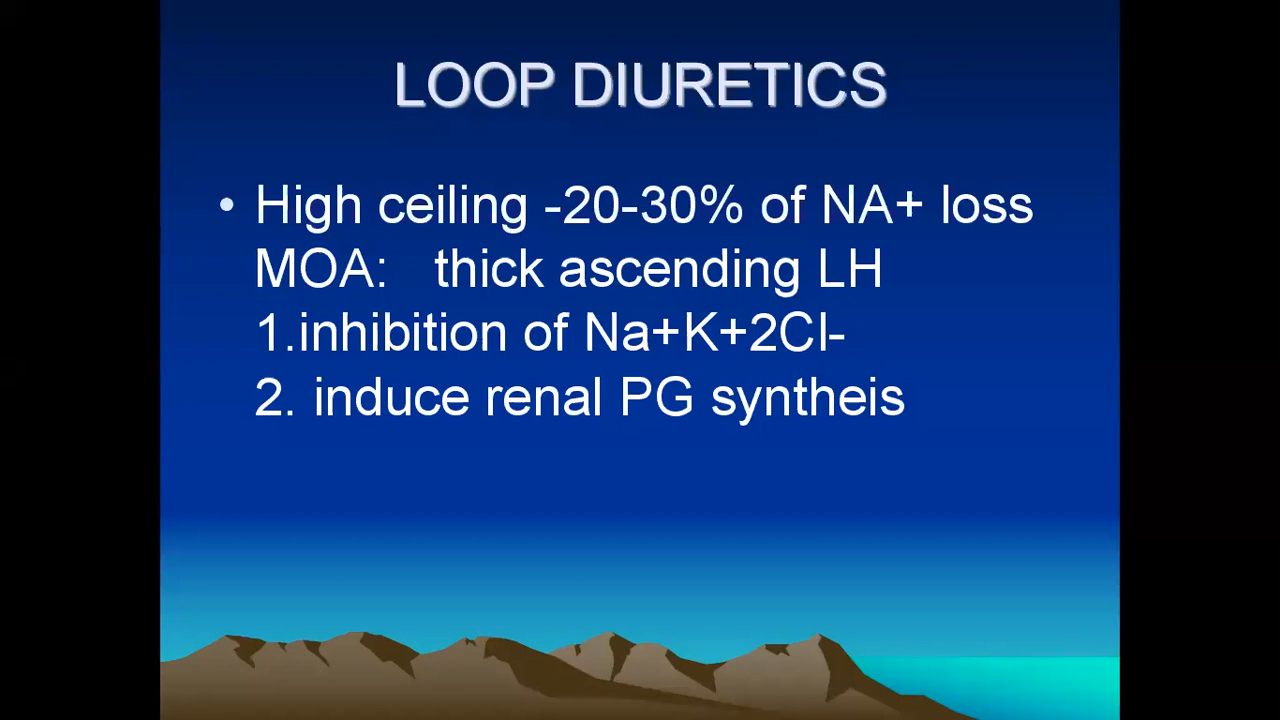 LOOP DIURETICS
• High ceiling -20-30% of NA+ loss
MOA: thick ascending LH
1.inhibition of Na+K+2Cl-
2. induce renal PG syntheis